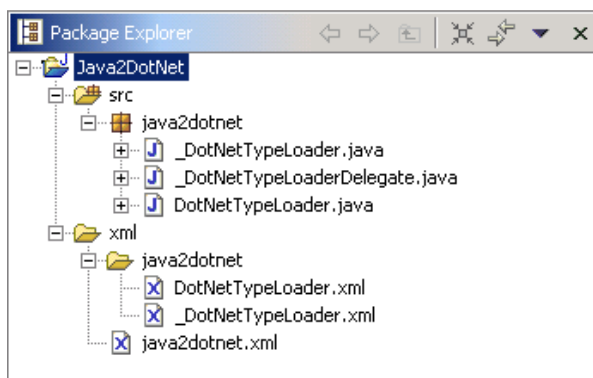 Package Explorer
Java2DotNet
src
java2dotnet
_DotNetTypeLoader.java
_DotNetTypeLoaderDelegate.java
DotNetTypeLoader.java
xml
java2dotnet
DotNetTypeLoader.xml
_DotNetTypeLoader.xml
java2dotnet.xml